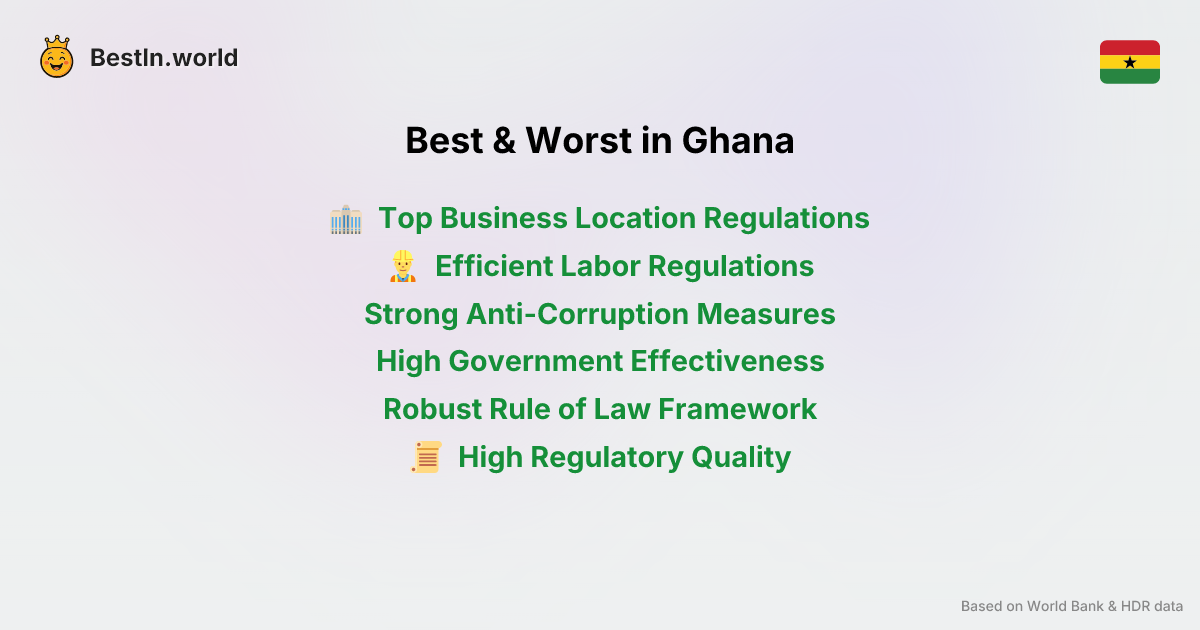 BestIn.world
Best & Worst in Ghana
Top Business Location Regulations
Efficient Labor Regulations
Strong Anti-Corruption Measures
High Government Effectiveness
Robust Rule of Law Framework
High Regulatory Quality
Based on World Bank & HDR data